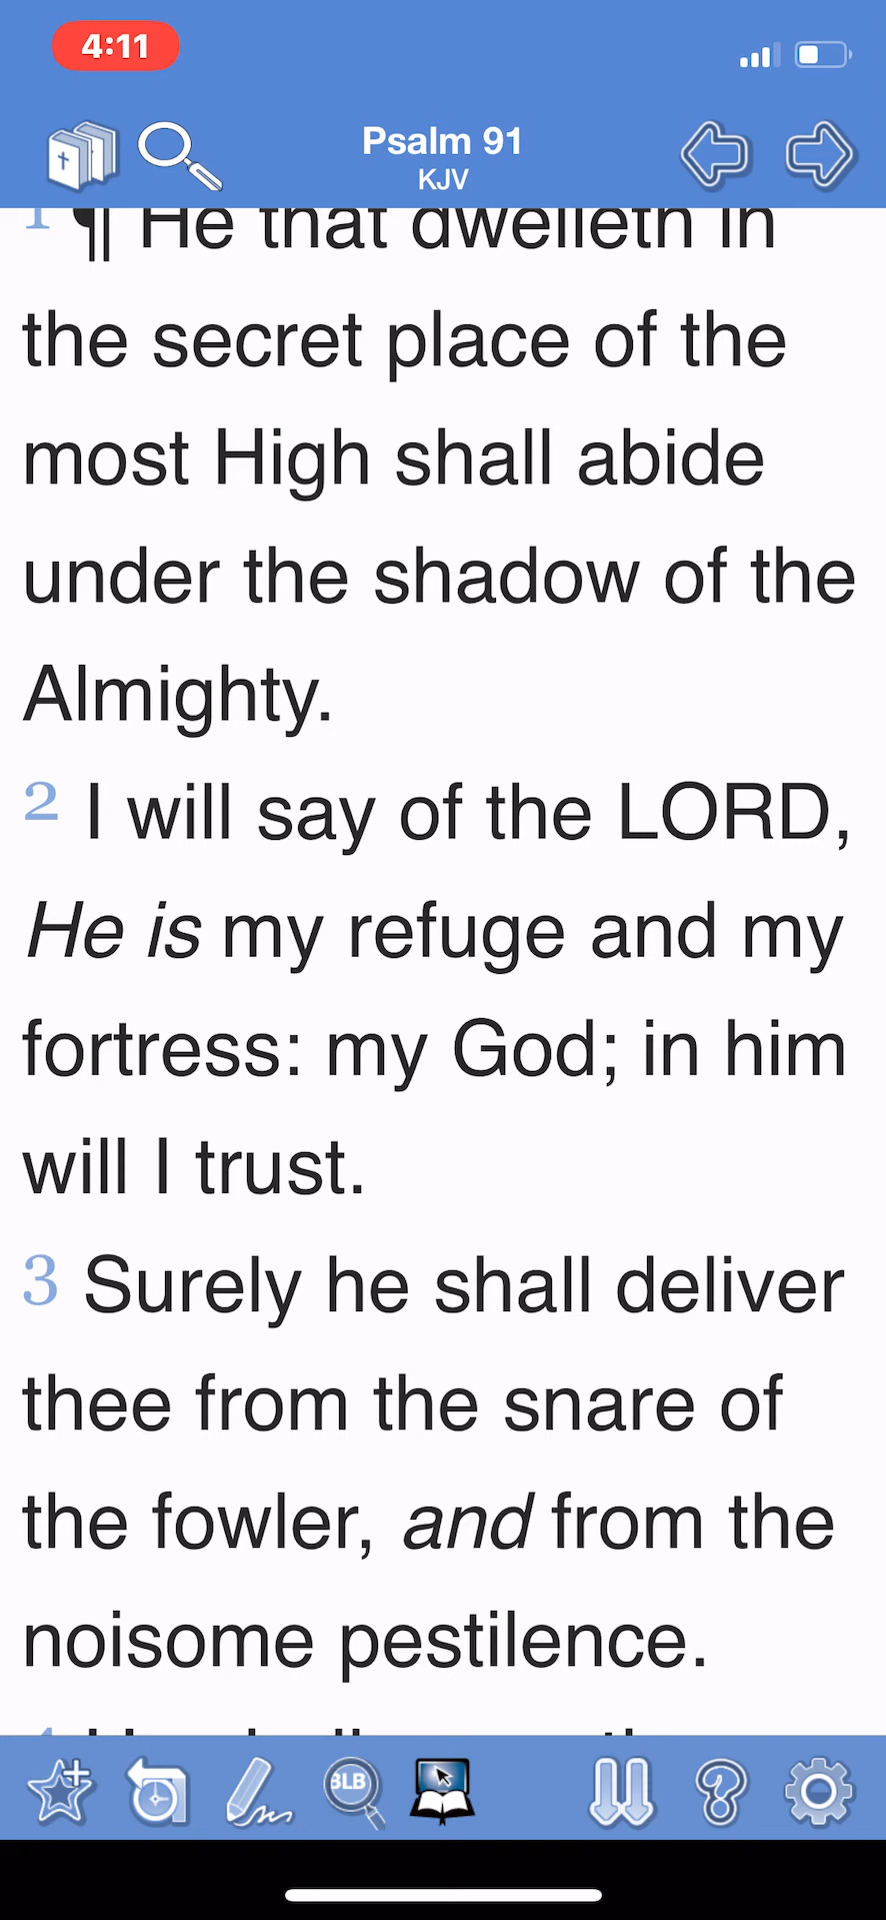 4:11
Psalm 91
KJV
1 ¶ He that dwelleth in
the secret place of the
most High shall abide
under the shadow of the
Almighty.
2 I will say of the LORD,
He is my refuge and my
fortress: my God; in him
will I trust.
3 Surely he shall deliver
thee from the snare of
the fowler, and from the
noisome pestilence.
BLB